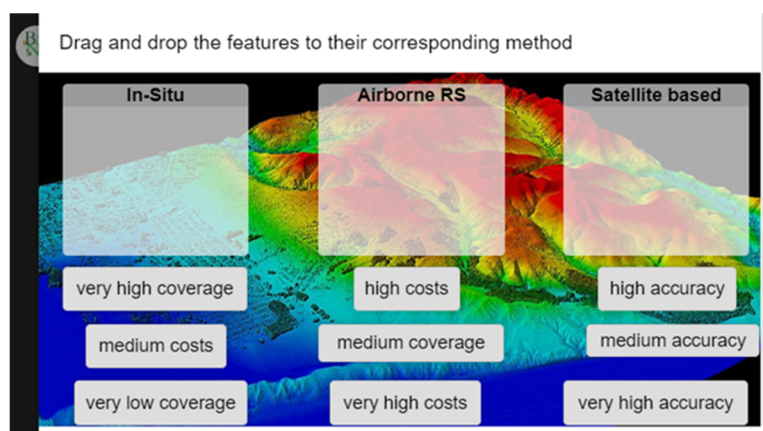 Drag and drop the features to their corresponding method
In-Situ
Airborne RS
Satellite based
very high coverage
high costs
high accuracy
medium costs
medium coverage
medium accuracy
very low coverage
very high costs
very high accuracy